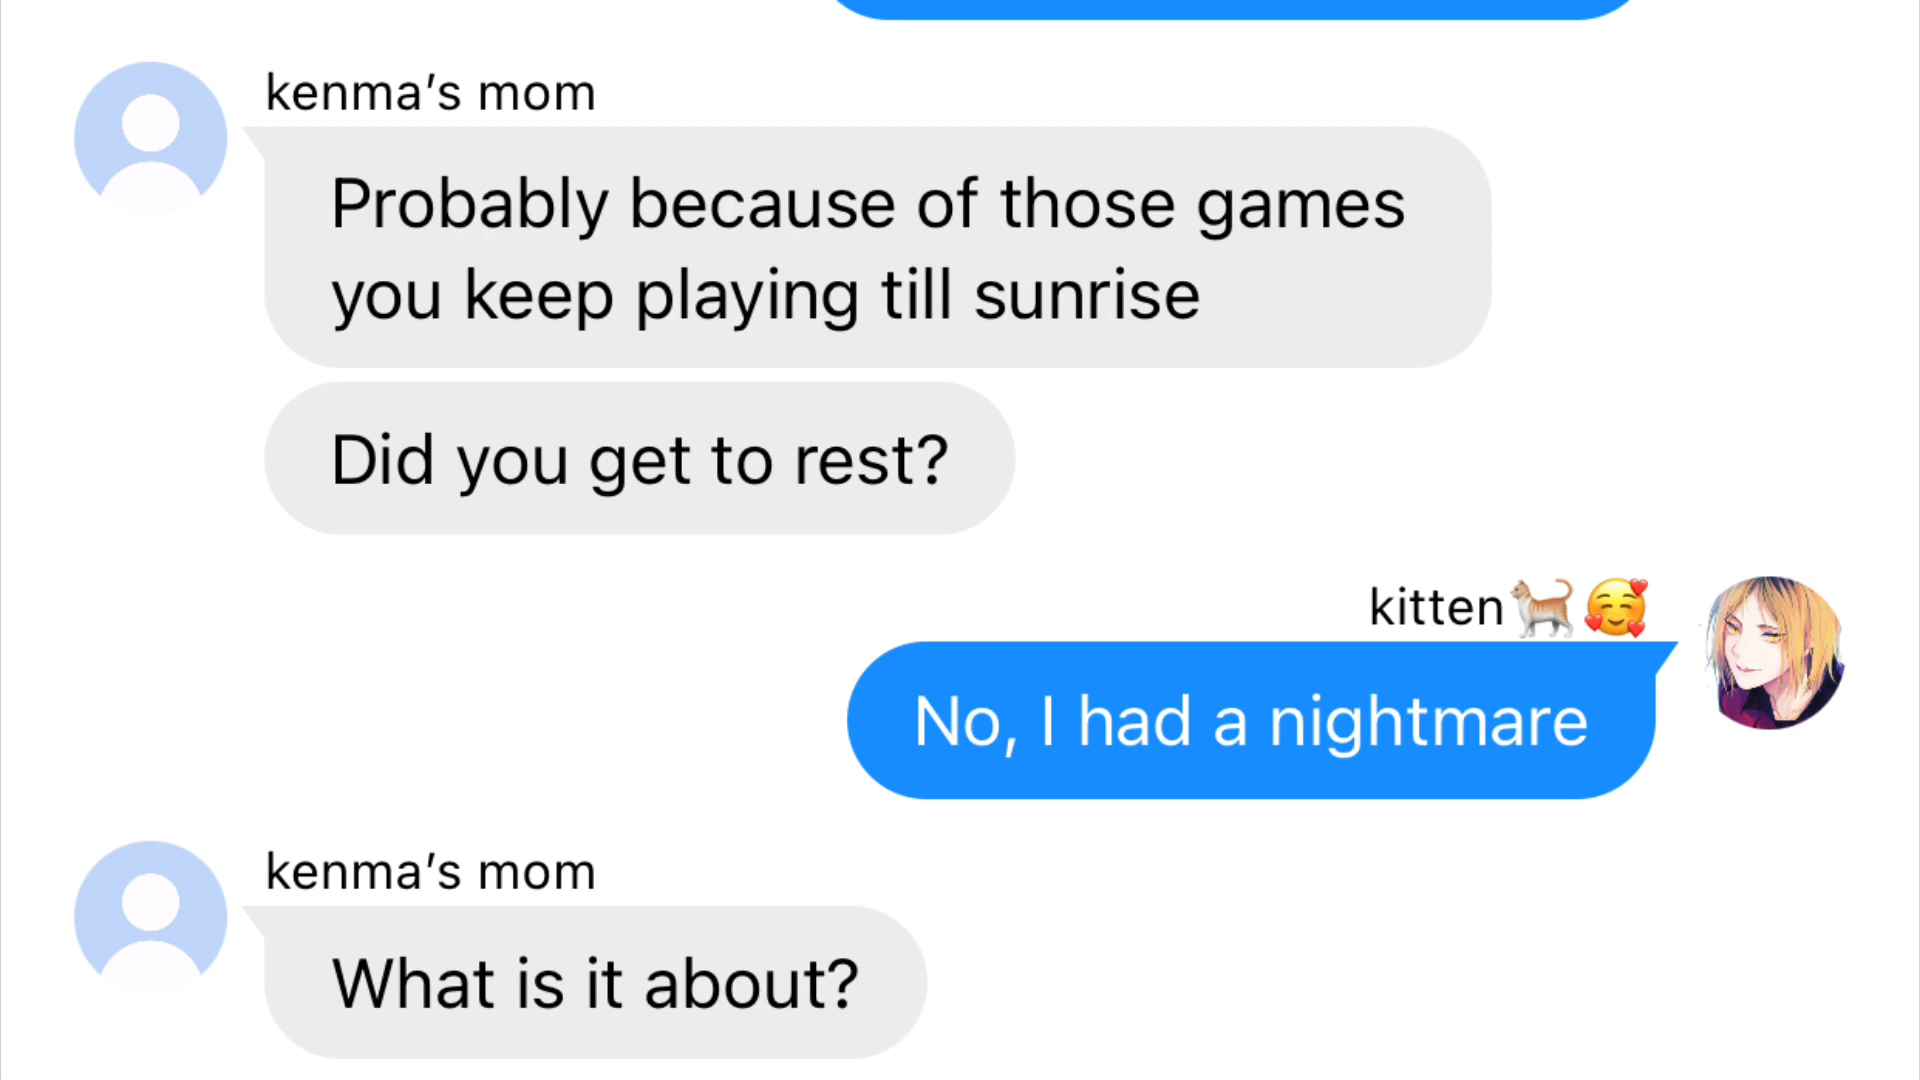 kenma’s mom
Probably because of those games
you keep playing till sunrise
Did you get to rest?
kitten🐈🥰
No, I had a nightmare
kenma’s mom
What is it about?